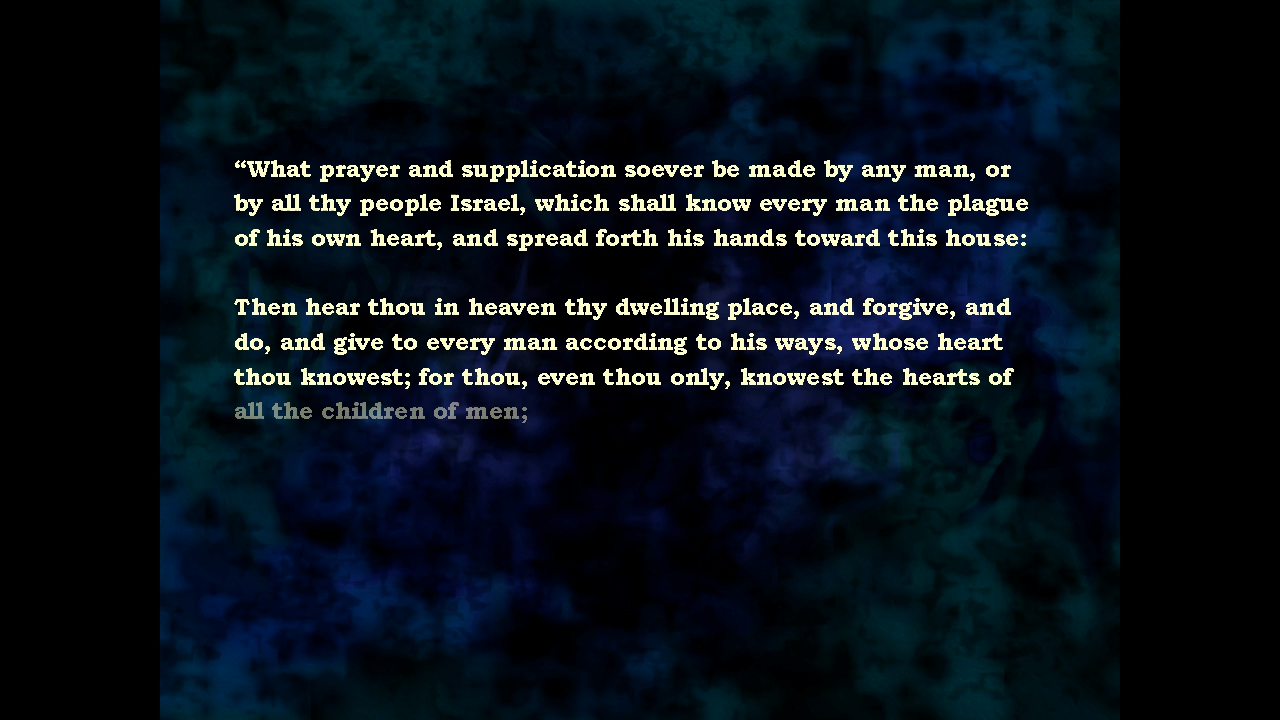 “What prayer and supplication soever be made by any man, or
by all thy people Israel, which shall know every man the plague
of his own heart, and spread forth his hands toward this house:
Then hear thou in heaven thy dwelling place, and forgive, and
do, and give to every man according to his ways, whose heart
thou knowest; for thou, even thou only, knowest the hearts of
all the children of men;